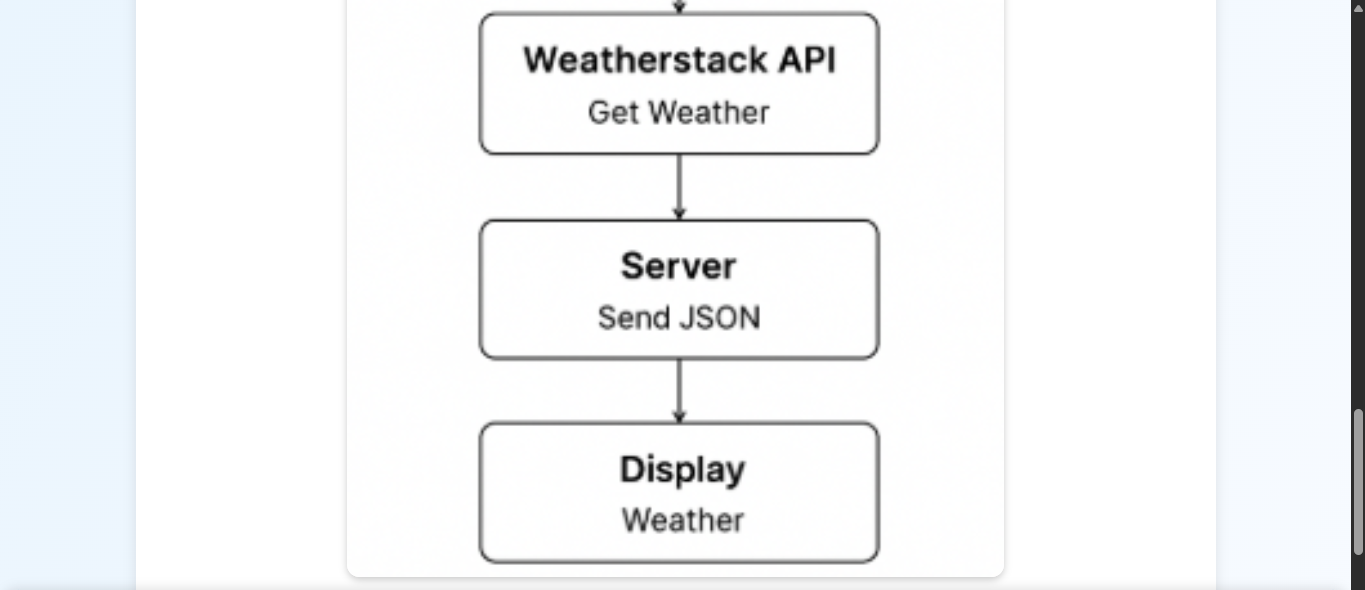 Weatherstack API
Get Weather
Server
Send JSON
Display
Weather